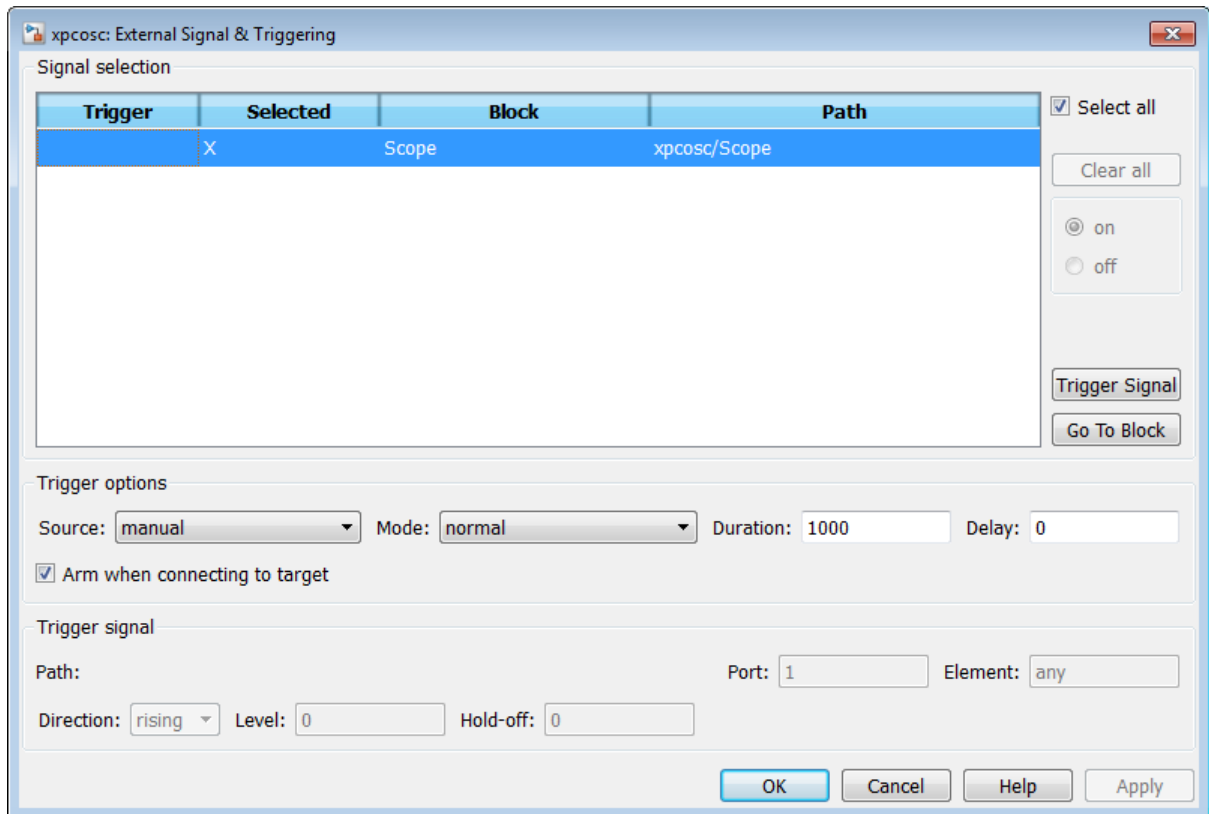 xpcosc: External Signal & Triggering
Signal selection
Trigger Selected Block Path
X Scope xpcosc/Scope
Select all
Clear all
on
off
Trigger Signal
Go To Block
Trigger options
Source: manual Mode: normal Duration: 1000 Delay: 0
Arm when connecting to target
Trigger signal
Path: Port: 1 Element: any
Direction: rising Level: 0 Hold-off: 0
OK Cancel Help Apply